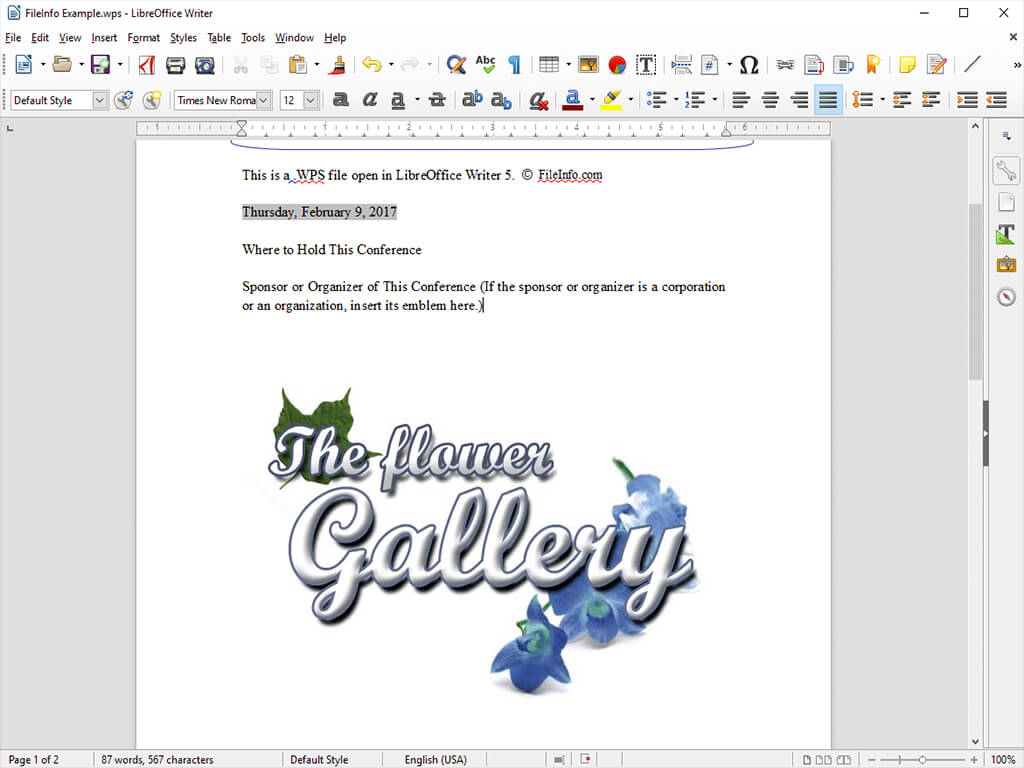 FileInfo Example.wps - LibreOffice Writer
File Edit View Insert Format Styles Table Tools Window Help
Abc
Default Style Times New Roma 12
1 1 2 3 4 5 6
This is a .WPS file open in LibreOffice Writer 5. © FileInfo.com
Thursday, February 9, 2017
Where to Hold This Conference
Sponsor or Organizer of This Conference (If the sponsor or organizer is a corporation
or an organization, insert its emblem here.)
The flower
Gallery
Page 1 of 2 87 words, 567 characters Default Style English (USA) 100%